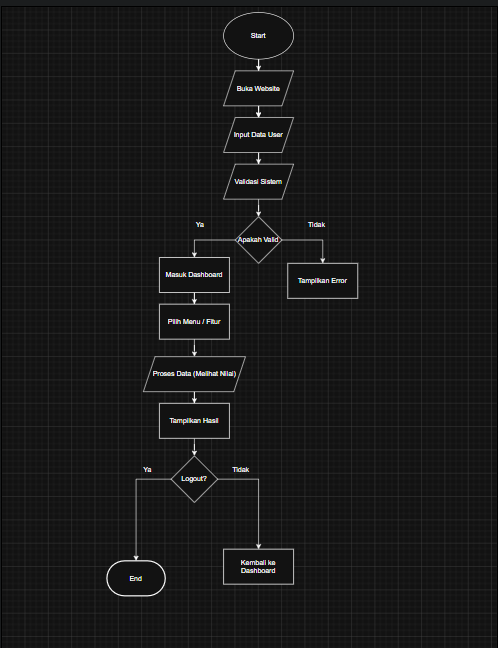 Start
Buka Website
Input Data User
Validasi Sistem
Ya
Tidak
Apakah Valid
Masuk Dashboard
Tampilkan Error
Pilih Menu / Fitur
Proses Data (Melihat Nilai)
Tampilkan Hasil
Ya
Tidak
Logout?
Kembali ke
Dashboard
End